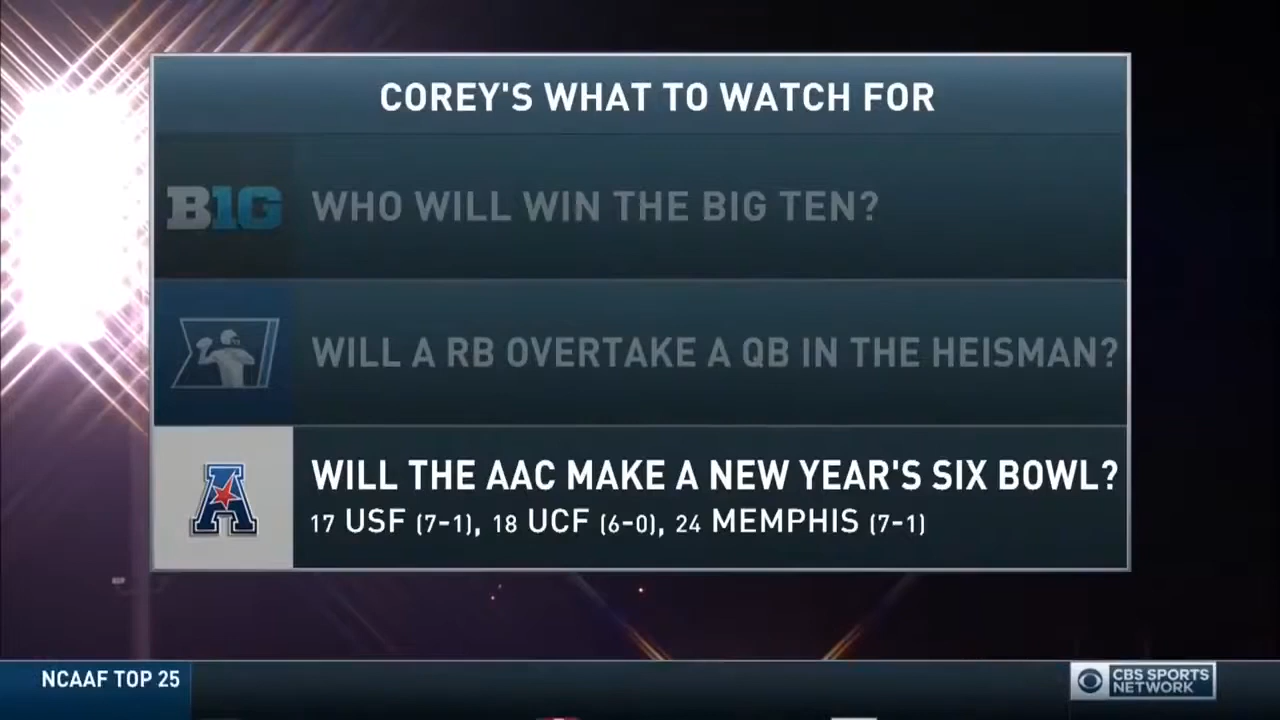 COREY'S WHAT TO WATCH FOR
B1G
WHO WILL WIN THE BIG TEN?
WILL A RB OVERTAKE A QB IN THE HEISMAN?
A
WILL THE AAC MAKE A NEW YEAR'S SIX BOWL?
17 USF (7-1), 18 UCF (6-0), 24 MEMPHIS (7-1)
NCAAF TOP 25
CBS SPORTS
NETWORK